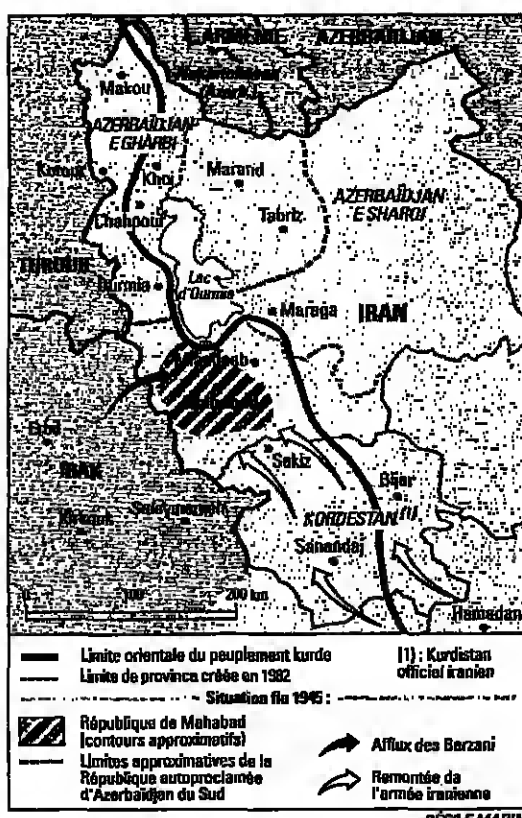 ARMÉNIE AZERBAÏDJAN
Makou
AZERBAÏDJAN
E GHARBI
Khoï
Marand
Chahpour
Tabriz
AZERBAÏDJAN
E SHARQI
TURQUIE
Ourmia
Lac
d'Ourmia
Maraga
IRAN
Sakiz
IRAK
Bijar
KORDESTAN (1)
Sanandaj
Hamadan
0 100 200 km
Limite orientale du peuplement kurde
(1) : Kurdistan
officiel iranien
Limite de province créée en 1982
Situation fin 1945 :
République de Mahabad
(contours approximatifs)
Afflux des Barzani
Limites approximatives de la
République autoproclamée
d'Azerbaïdjan du Sud
Remontée de
l'armée iranienne